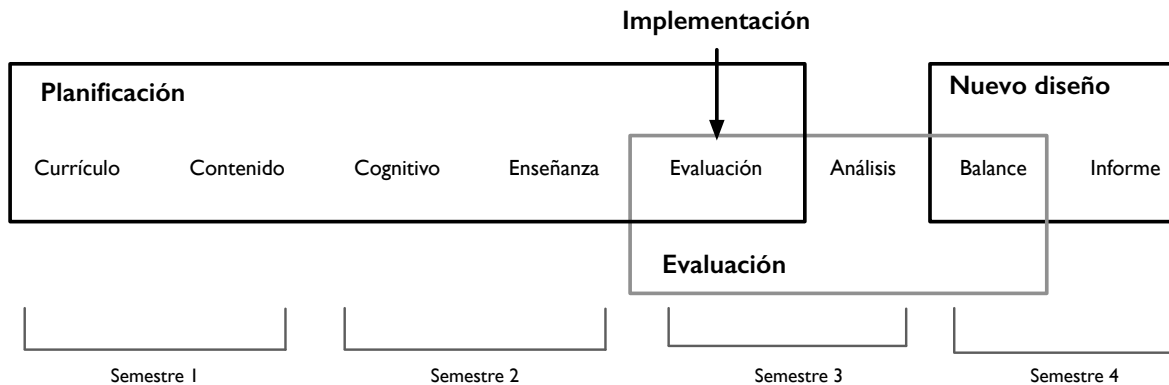 Implementación
Planificación
Nuevo diseño
Currículo Contenido Cognitivo Enseñanza Evaluación Análisis Balance Informe
Evaluación
Semestre 1 Semestre 2 Semestre 3 Semestre 4